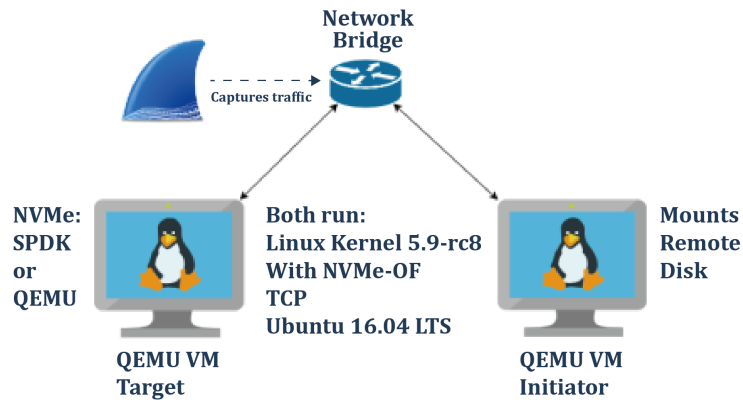 Network
Bridge
Captures traffic
NVMe:
SPDK
or
QEMU
Both run:
Linux Kernel 5.9-rc8
With NVMe-OF
TCP
Ubuntu 16.04 LTS
Mounts
Remote
Disk
QEMU VM
Target
QEMU VM
Initiator